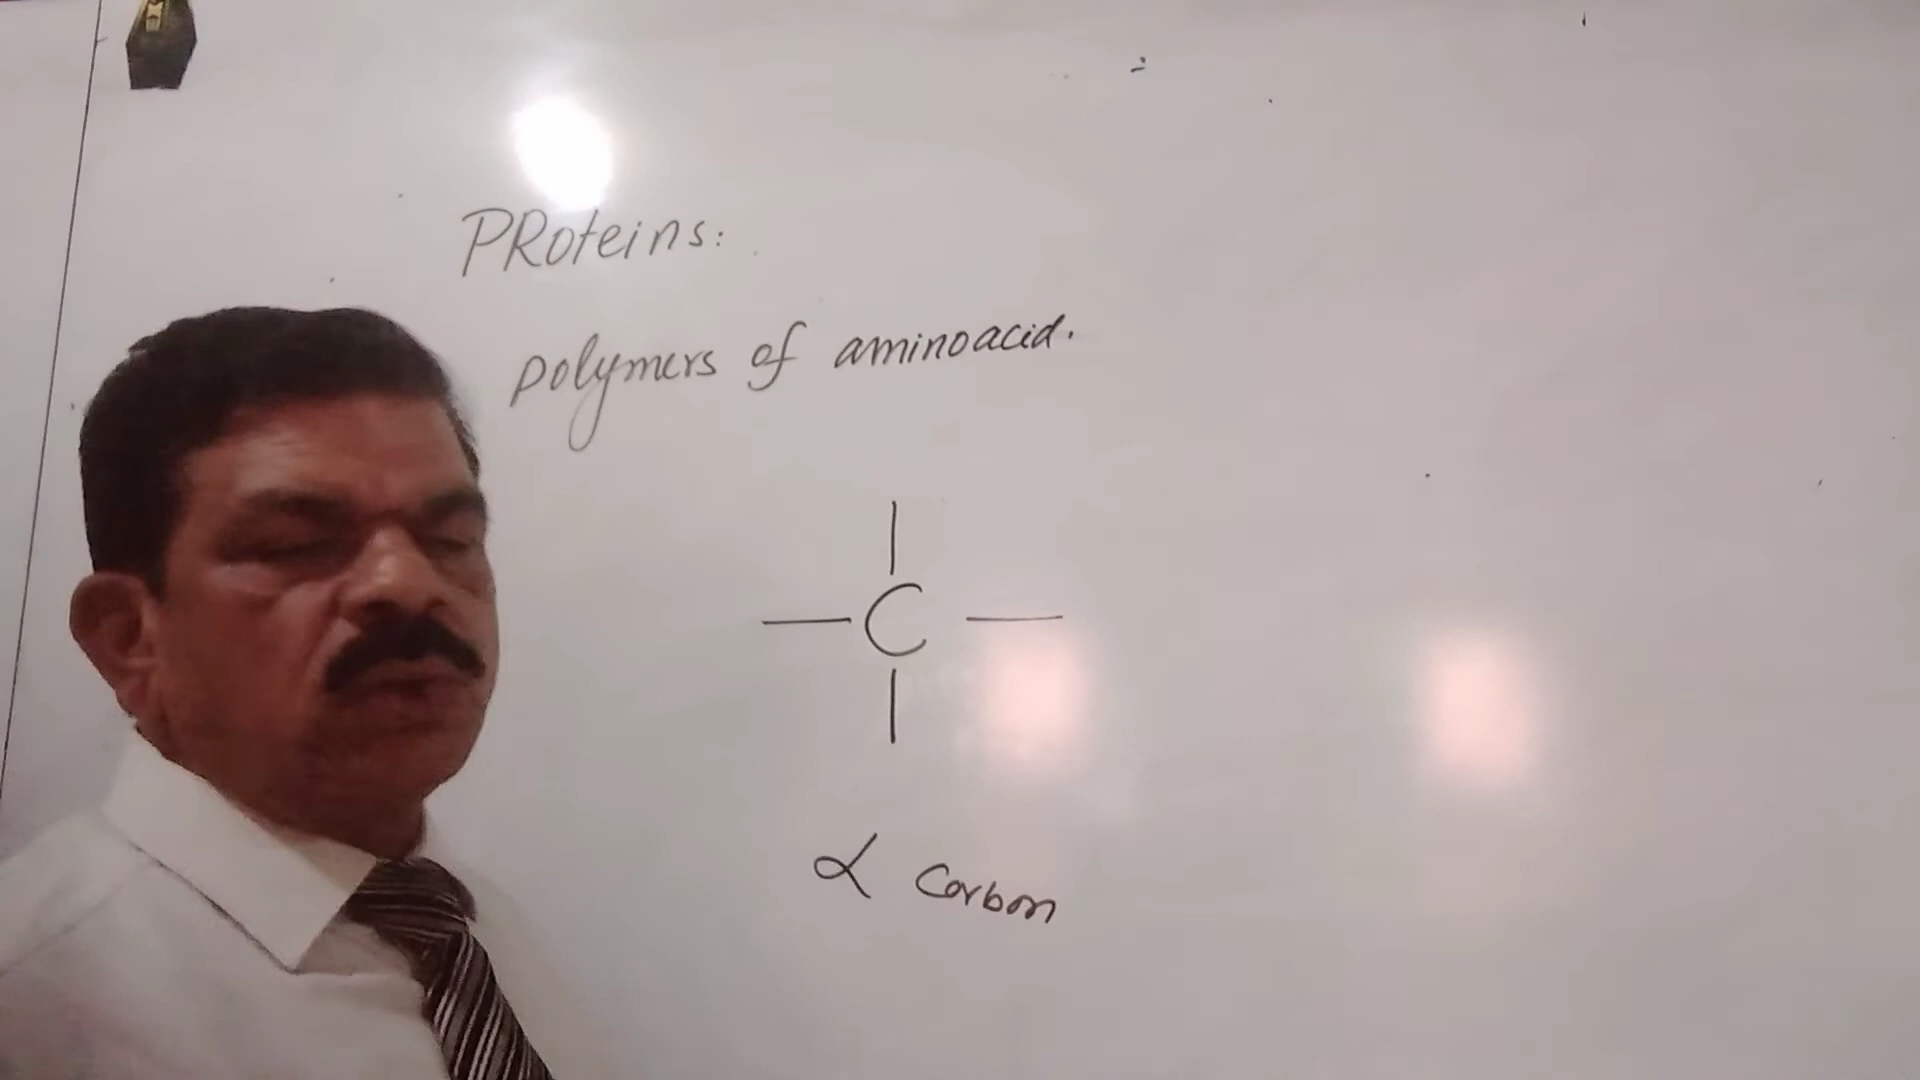 PRoteins:
polymers of aminoacid.
C
α Carbon